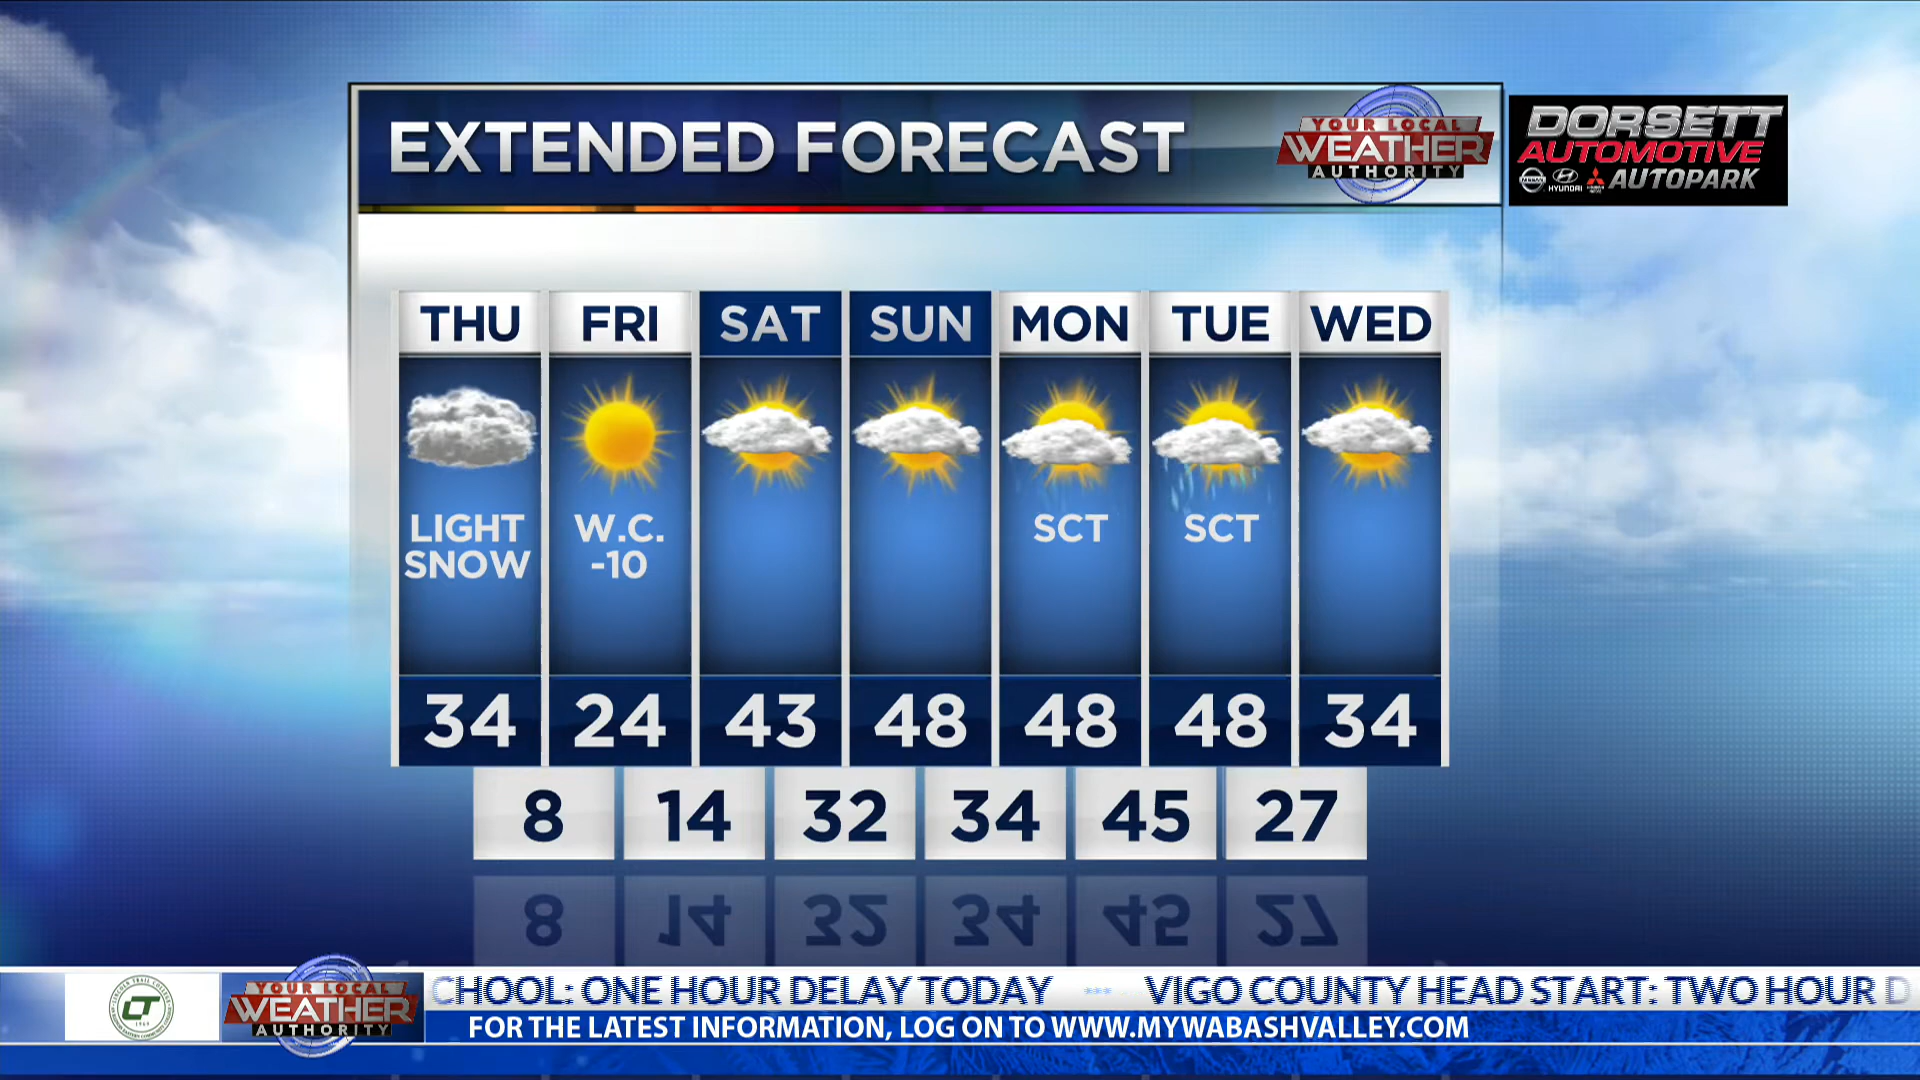 EXTENDED FORECAST
YOUR LOCAL
WEATHER
AUTHORITY
DORSETT
AUTOMOTIVE
NISSAN HYUNDAI AUTOPARK
THU FRI SAT SUN MON TUE WED
LIGHT SNOW
W.C. -10
SCT
SCT
34 24 43 48 48 48 34
8 14 32 34 45 27
CT
YOUR LOCAL
WEATHER
AUTHORITY
CHOOL: ONE HOUR DELAY TODAY *** VIGO COUNTY HEAD START: TWO HOUR D
FOR THE LATEST INFORMATION, LOG ON TO WWW.MYWABASHVALLEY.COM